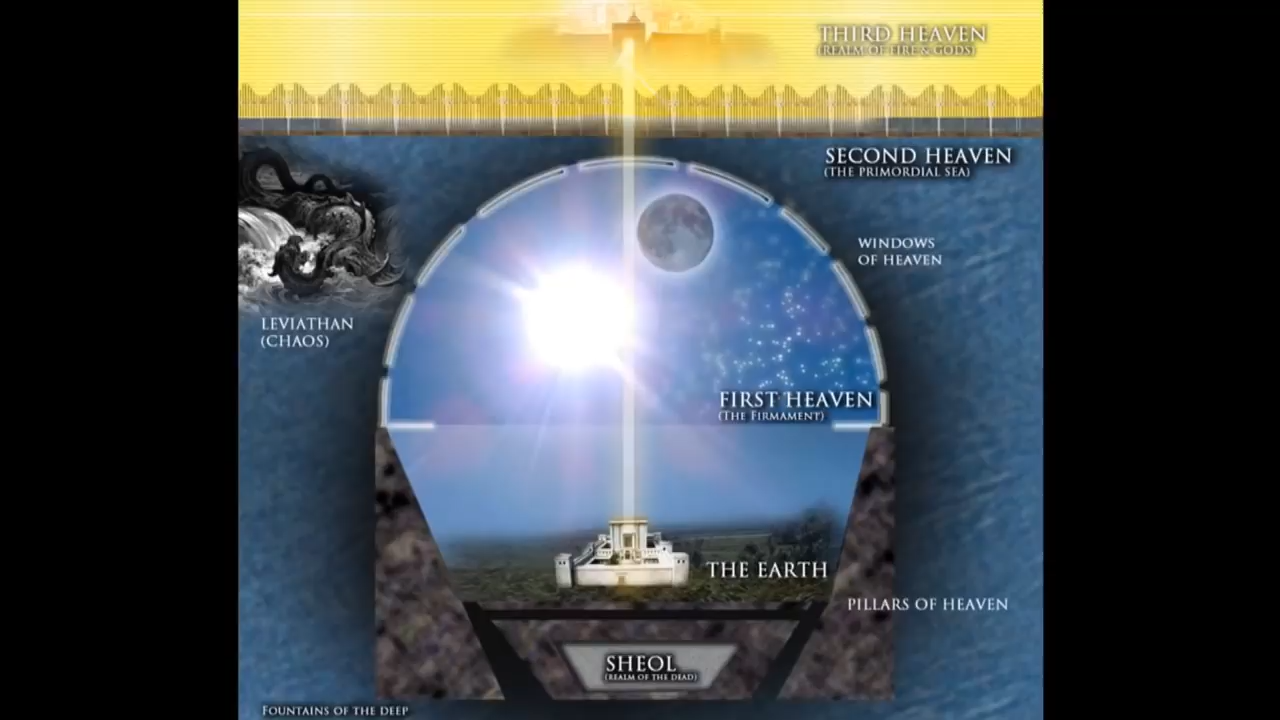 THIRD HEAVEN
(REALM OF FIRE & GODS)
SECOND HEAVEN
(THE PRIMORDIAL SEA)
WINDOWS
OF HEAVEN
LEVIATHAN
(CHAOS)
FIRST HEAVEN
(THE FIRMAMENT)
THE EARTH
PILLARS OF HEAVEN
SHEOL
(REALM OF THE DEAD)
FOUNTAINS OF THE DEEP